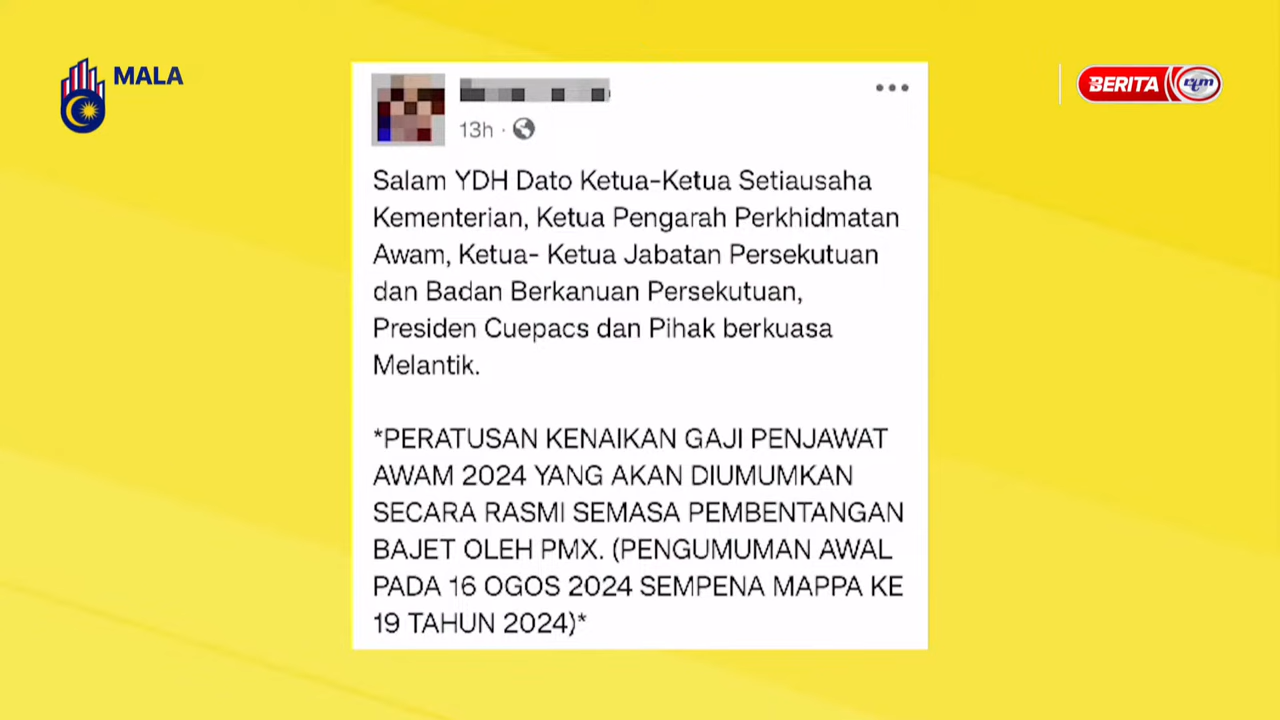 MALA
BERITA rtm
13h ·
Salam YDH Dato Ketua-Ketua Setiausaha
Kementerian, Ketua Pengarah Perkhidmatan
Awam, Ketua- Ketua Jabatan Persekutuan
dan Badan Berkanuan Persekutuan,
Presiden Cuepacs dan Pihak berkuasa
Melantik.
*PERATUSAN KENAIKAN GAJI PENJAWAT
AWAM 2024 YANG AKAN DIUMUMKAN
SECARA RASMI SEMASA PEMBENTANGAN
BAJET OLEH PMX. (PENGUMUMAN AWAL
PADA 16 OGOS 2024 SEMPENA MAPPA KE
19 TAHUN 2024)*